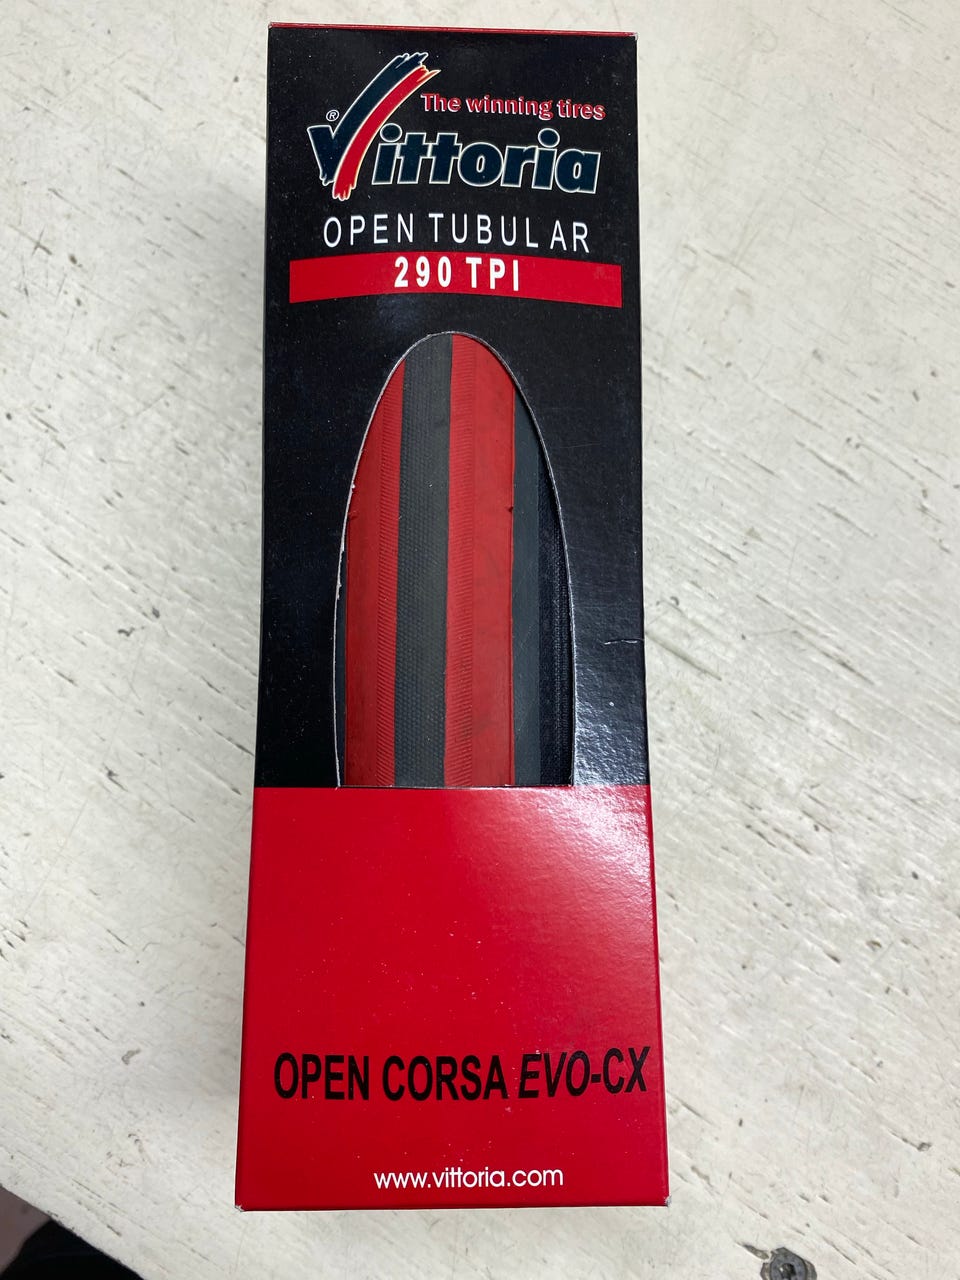 The winning tires
®
Vittoria
OPEN TUBULAR
290 TPI
OPEN CORSA EVO-CX
www.vittoria.com